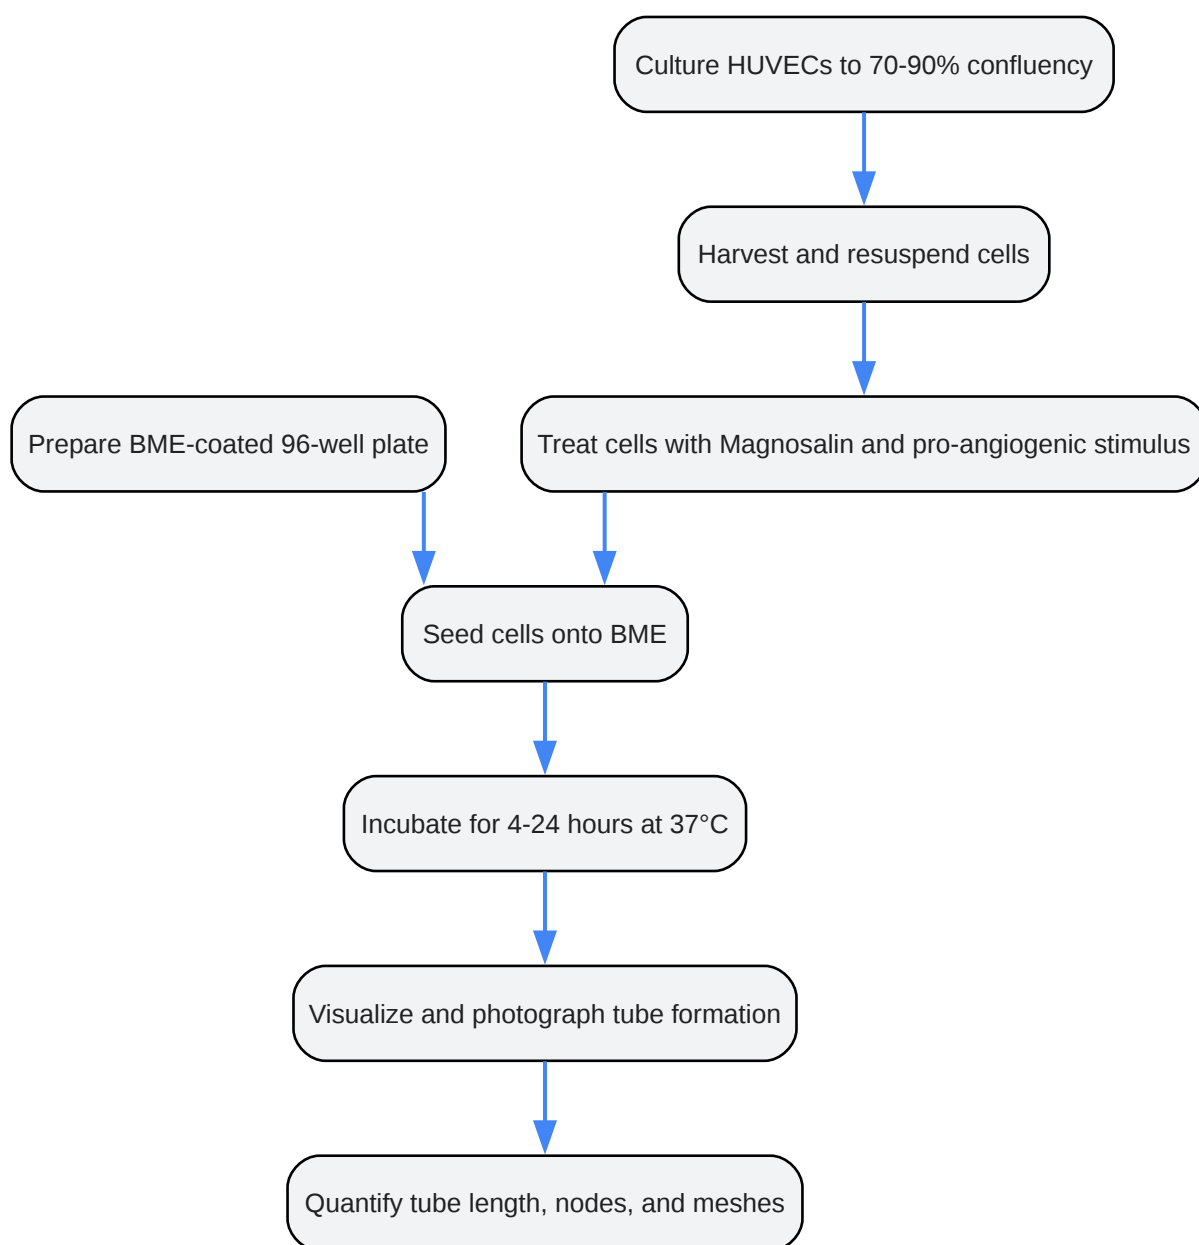 Culture HUVECs to 70-90% confluency
Harvest and resuspend cells
Prepare BME-coated 96-well plate
Treat cells with Magnosalin and pro-angiogenic stimulus
Seed cells onto BME
Incubate for 4-24 hours at 37°C
Visualize and photograph tube formation
Quantify tube length, nodes, and meshes